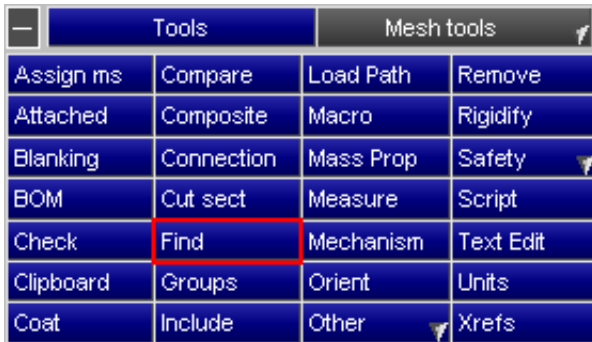 Tools Mesh tools
Assign ms Compare Load Path Remove
Attached Composite Macro Rigidify
Blanking Connection Mass Prop Safety
BOM Cut sect Measure Script
Check Find Mechanism Text Edit
Clipboard Groups Orient Units
Coat Include Other Xrefs